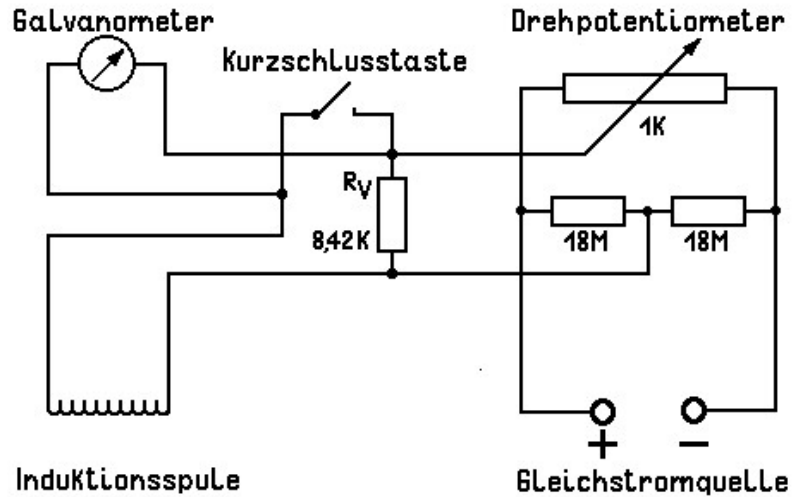 Galvanometer
Drehpotentiometer
Kurzschlusstaste
1K
RV
8,42K
18M
18M
+
−
Induktionsspule
Gleichstromquelle